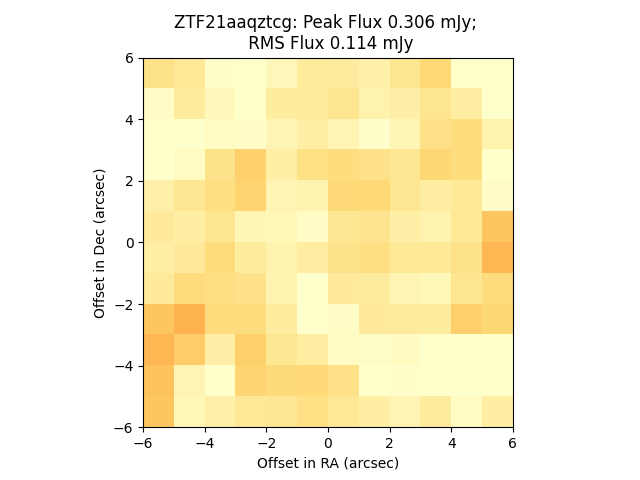 ZTF21aaqztcg: Peak Flux 0.306 mJy;
RMS Flux 0.114 mJy
6
4
2
0
−2
−4
−6
Offset in Dec (arcsec)
−6 −4 −2 0 2 4 6
Offset in RA (arcsec)